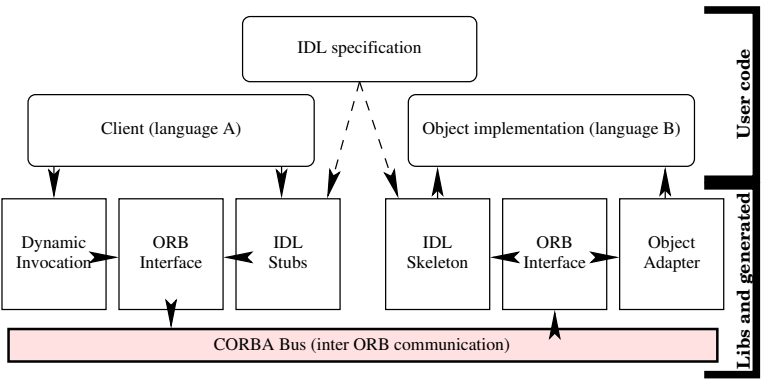 IDL specification
Client (language A)
Object implementation (language B)
User code
Dynamic
Invocation
ORB
Interface
IDL
Stubs
IDL
Skeleton
ORB
Interface
Object
Adapter
Libs and generated
CORBA Bus (inter ORB communication)